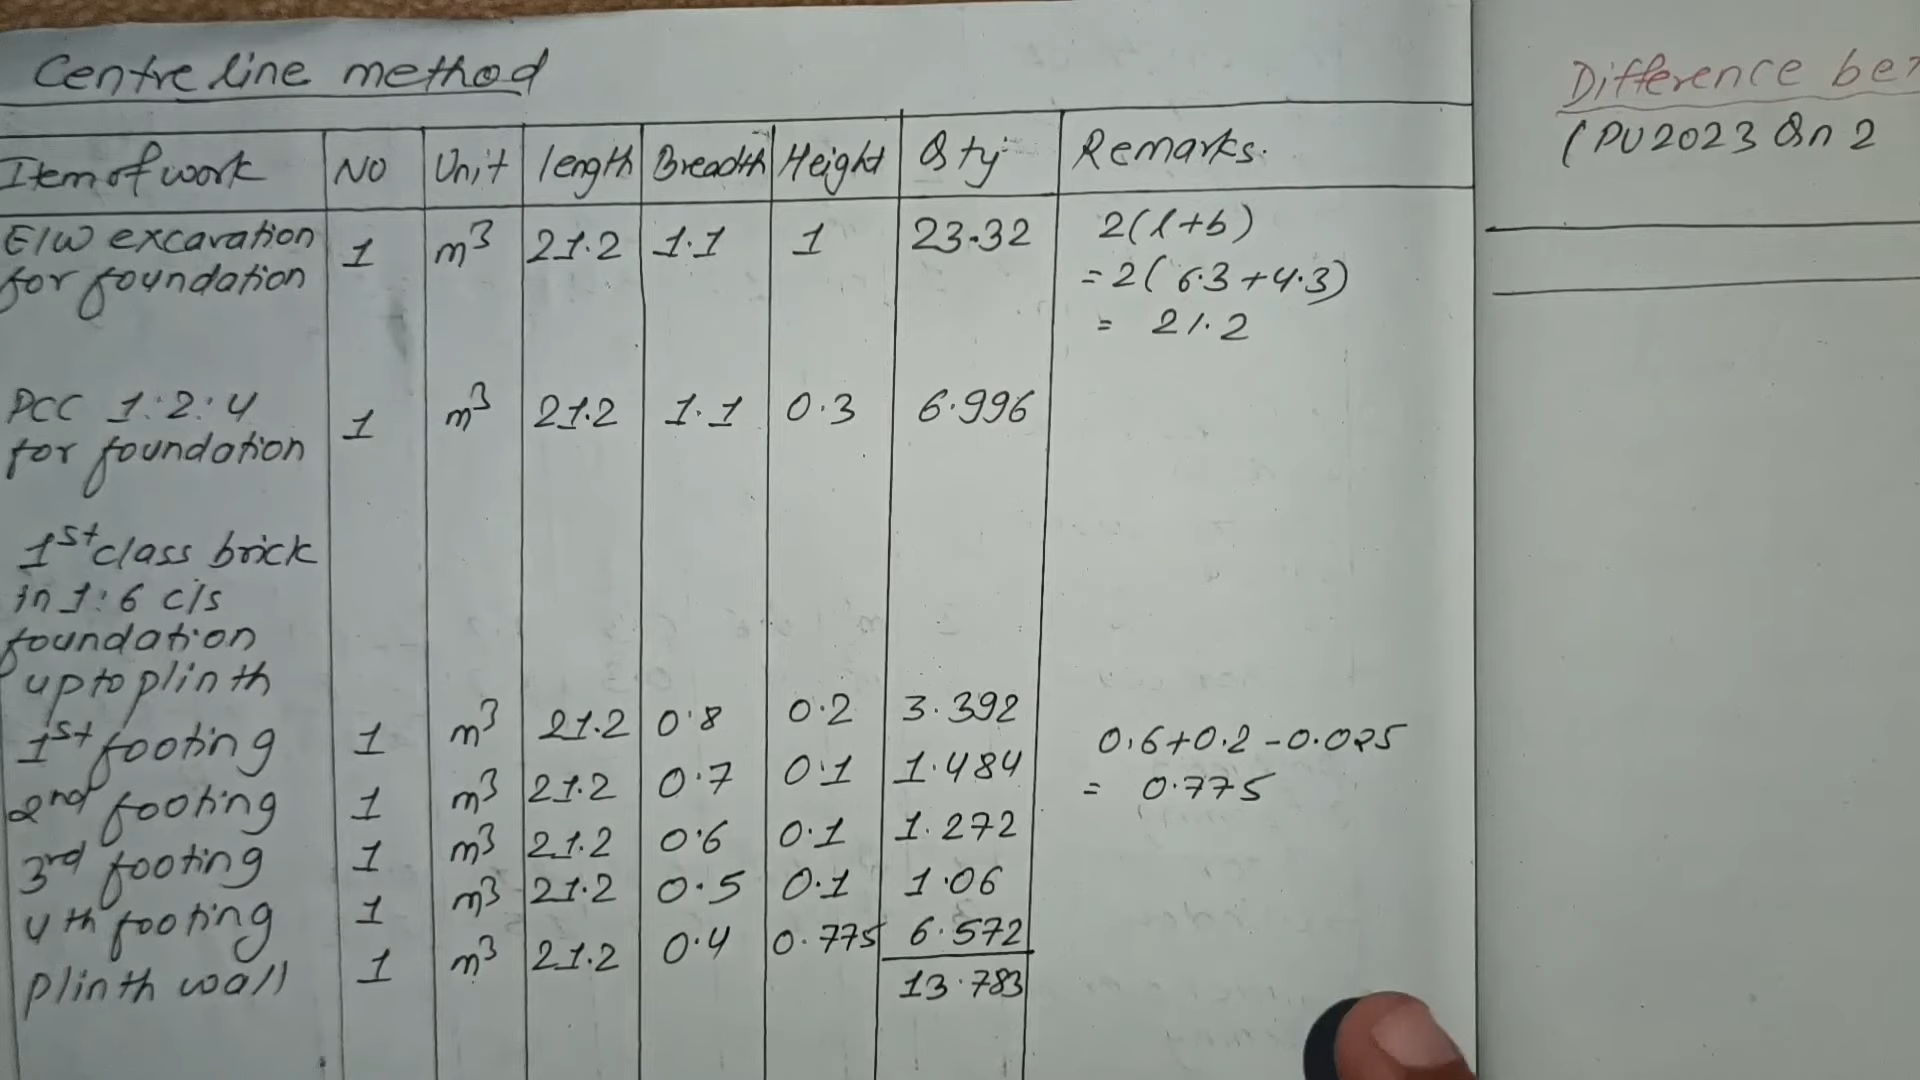 Centre line method
Item of work No Unit length Breadth Height Qty Remarks.
E/W excavation for foundation 1 m³ 21.2 1.1 1 23.32 2(l+b)
= 2(6.3+4.3)
= 21.2
PCC 1:2:4 for foundation 1 m³ 21.2 1.1 0.3 6.996
1st class brick
in 1:6 c/s
foundation
upto plinth
1st footing 1 m³ 21.2 0.8 0.2 3.392
2nd footing 1 m³ 21.2 0.7 0.1 1.484
3rd footing 1 m³ 21.2 0.6 0.1 1.272
4th footing 1 m³ 21.2 0.5 0.1 1.06
plinth wall 1 m³ 21.2 0.4 0.775 6.572
13.783
0.6+0.2-0.025
= 0.775
Difference
(PU2023 Qn 2